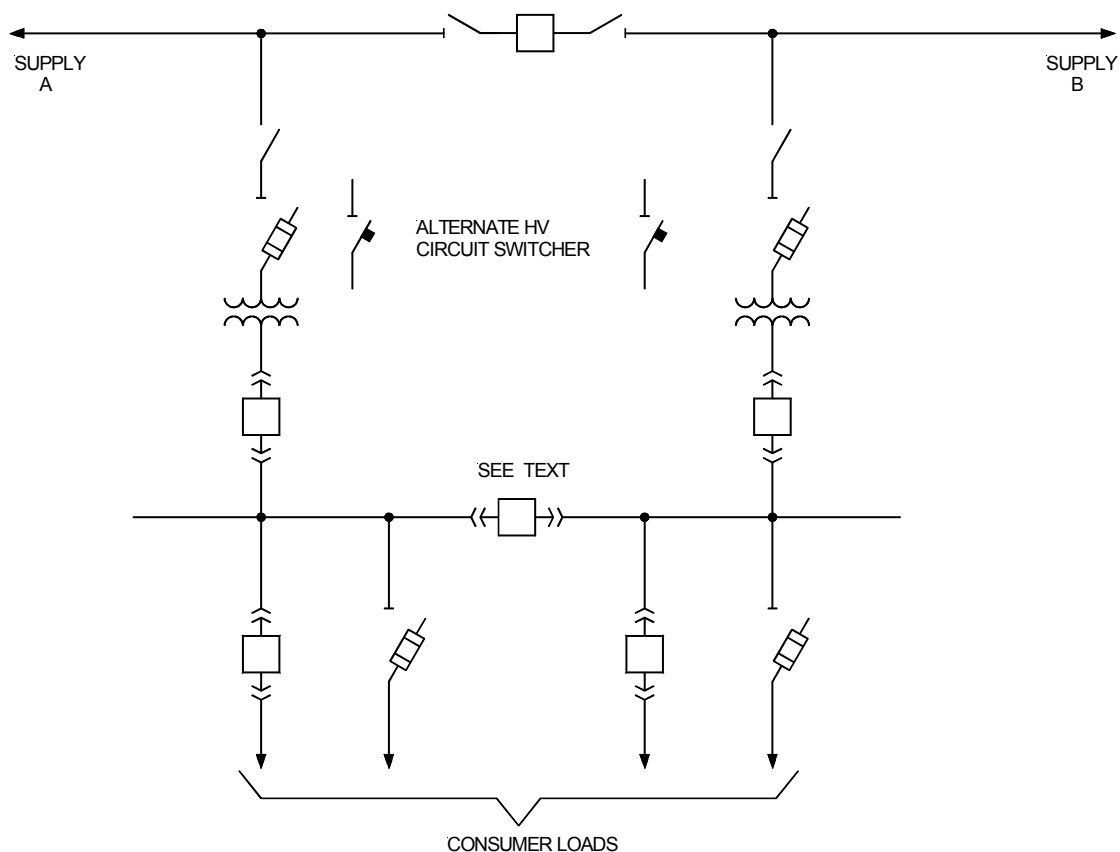 SUPPLY
A
SUPPLY
B
ALTERNATE HV
CIRCUIT SWITCHER
SEE TEXT
CONSUMER LOADS